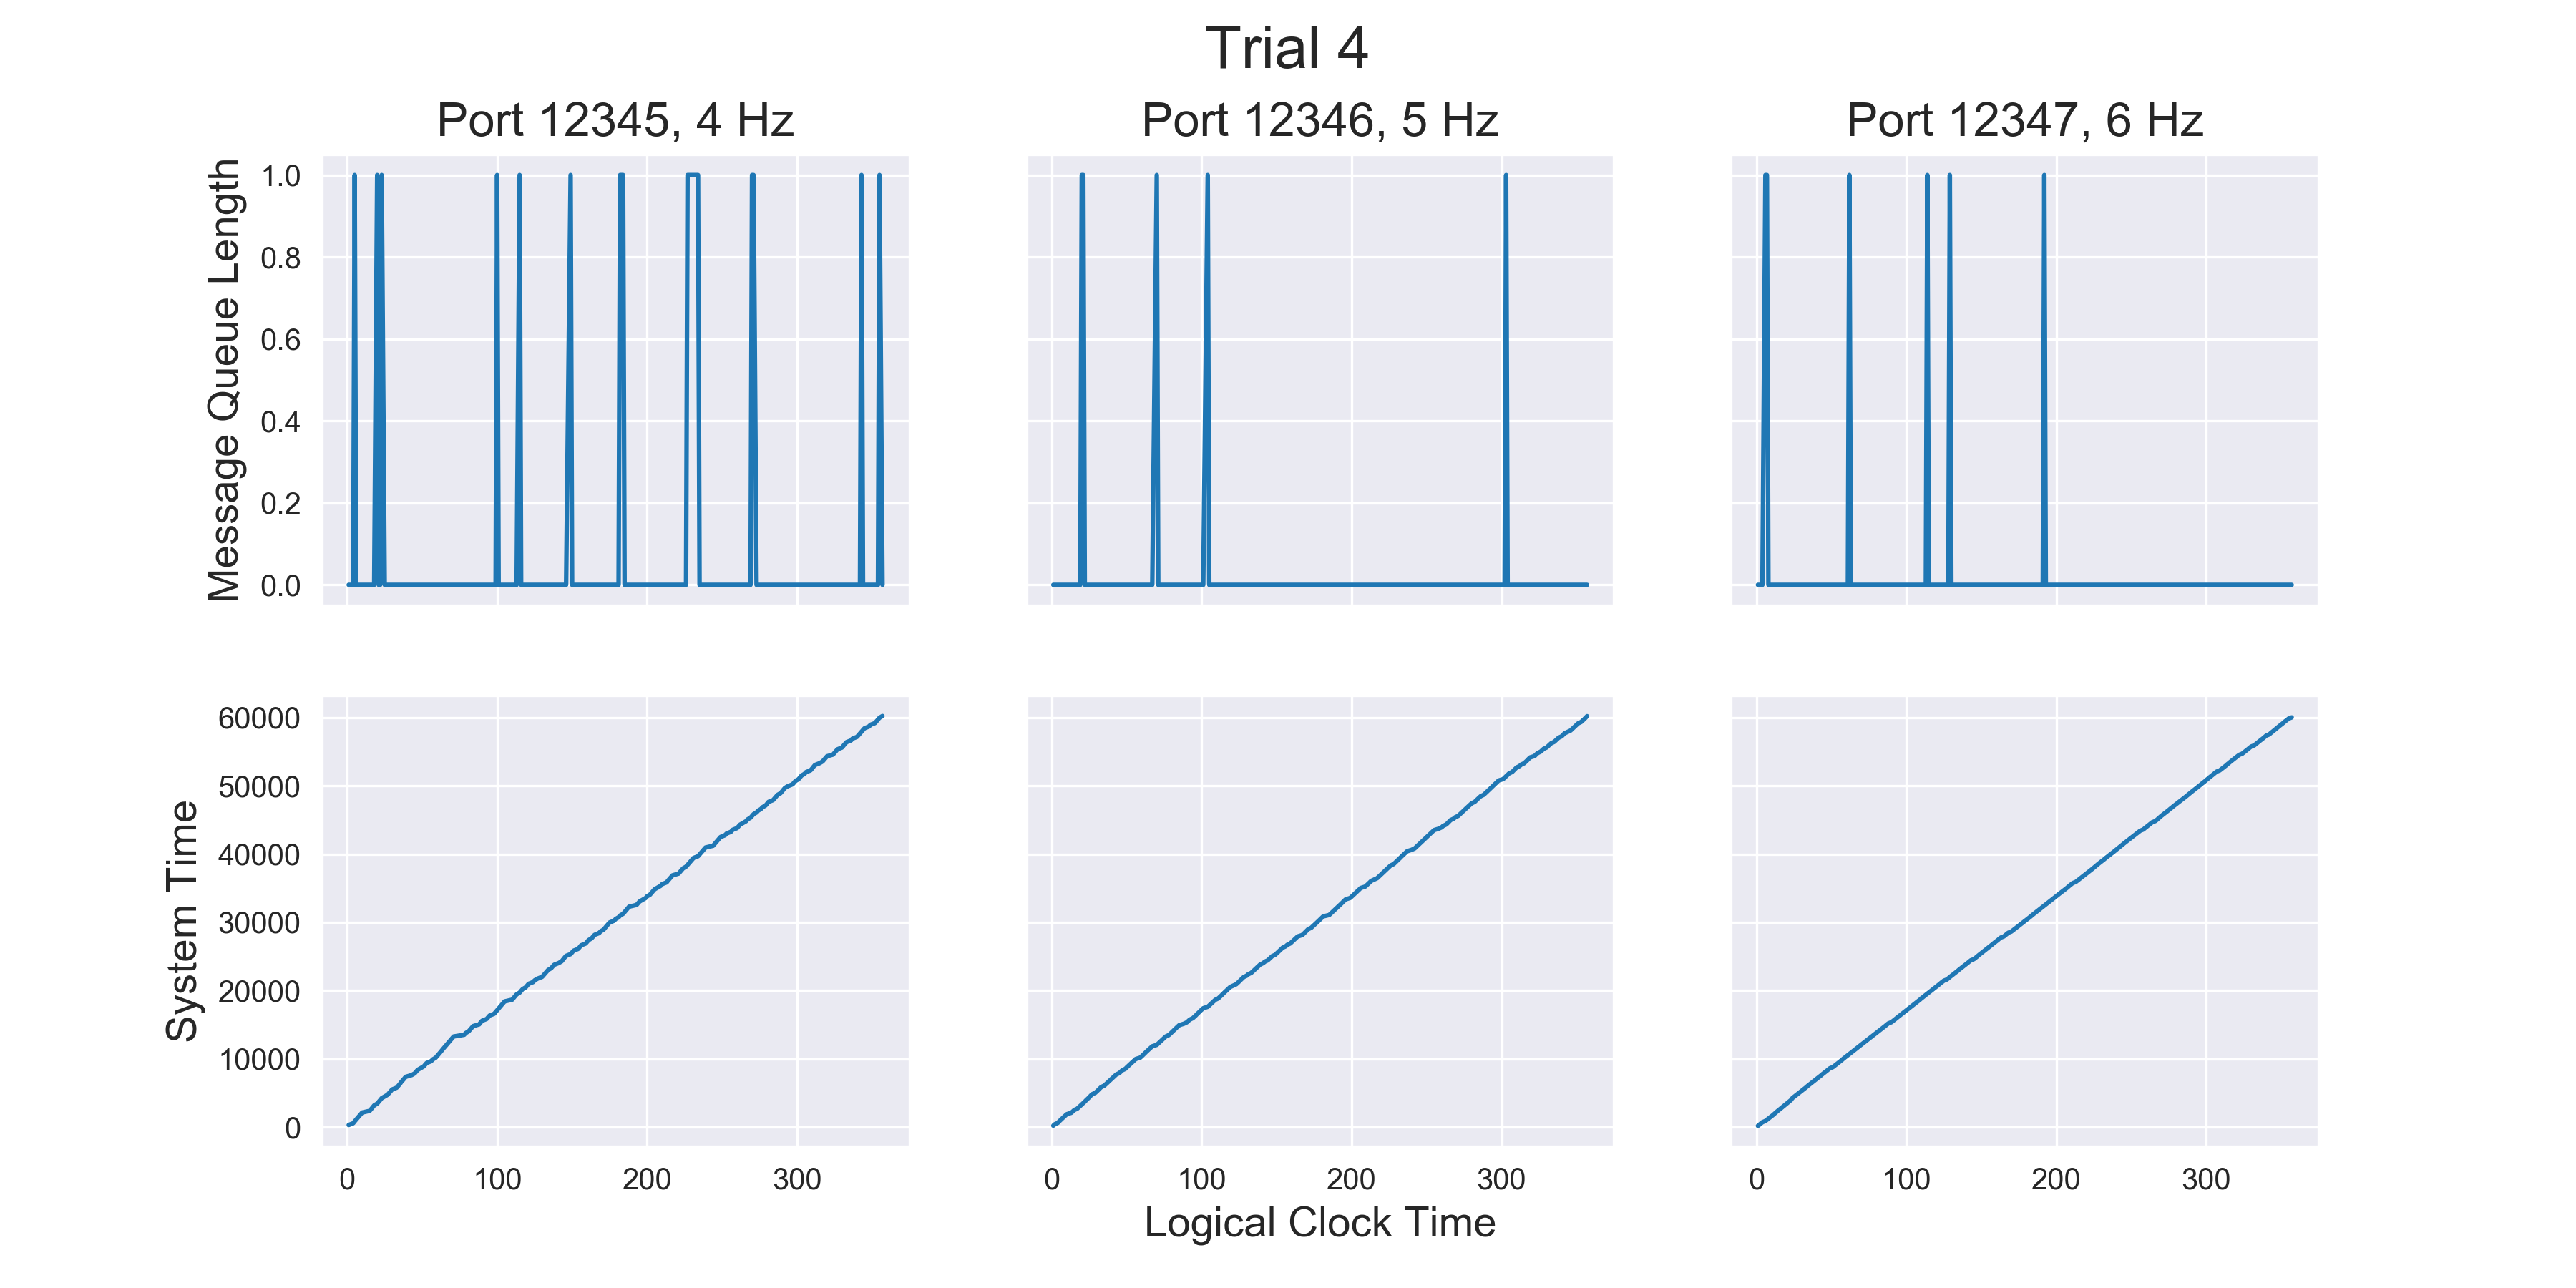 Trial 4
Port 12345, 4 Hz
Port 12346, 5 Hz
Port 12347, 6 Hz
Message Queue Length
1.0
0.8
0.6
0.4
0.2
0.0
System Time
60000
50000
40000
30000
20000
10000
0
0 100 200 300
0 100 200 300
0 100 200 300
Logical Clock Time